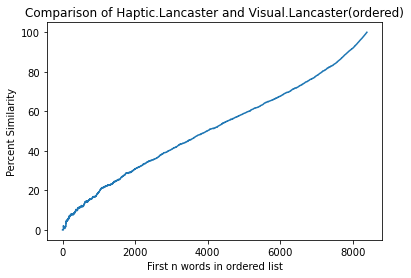 Comparison of Haptic.Lancaster and Visual.Lancaster(ordered)
100
80
60
40
20
0
Percent Similarity
0 2000 4000 6000 8000
First n words in ordered list